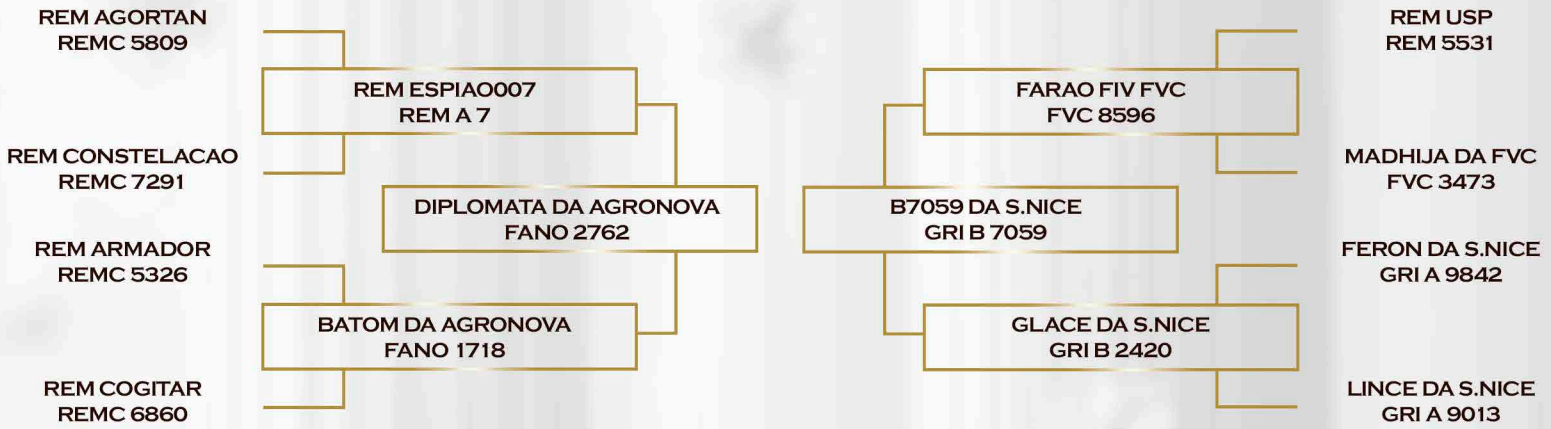 REM AGORTAN
REMC 5809
REM ESPIAO007
REM A 7
REM CONSTELACAO
REMC 7291
DIPLOMATA DA AGRONOVA
FANO 2762
REM ARMADOR
REMC 5326
BATOM DA AGRONOVA
FANO 1718
REM COGITAR
REMC 6860
REM USP
REM 5531
FARAO FIV FVC
FVC 8596
MADHIJA DA FVC
FVC 3473
B7059 DA S.NICE
GRI B 7059
FERON DA S.NICE
GRI A 9842
GLACE DA S.NICE
GRI B 2420
LINCE DA S.NICE
GRI A 9013